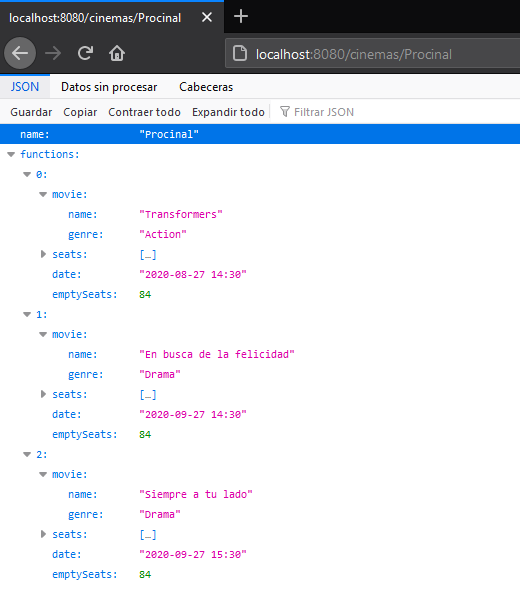 localhost:8080/cinemas/Procinal
localhost:8080/cinemas/Procinal
JSON Datos sin procesar Cabeceras
Guardar Copiar Contraer todo Expandir todo Filtrar JSON
name: "Procinal"
functions:
0:
movie:
name: "Transformers"
genre: "Action"
seats: […]
date: "2020-08-27 14:30"
emptySeats: 84
1:
movie:
name: "En busca de la felicidad"
genre: "Drama"
seats: […]
date: "2020-09-27 14:30"
emptySeats: 84
2:
movie:
name: "Siempre a tu lado"
genre: "Drama"
seats: […]
date: "2020-09-27 15:30"
emptySeats: 84